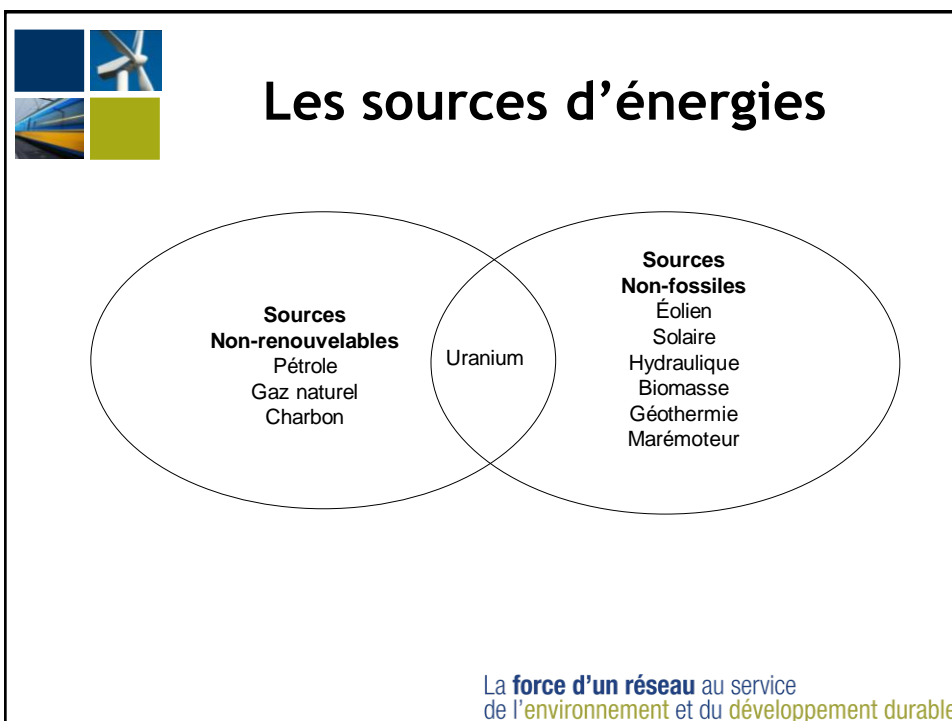 Les sources d’énergies
Sources
Non-renouvelables
Pétrole
Gaz naturel
Charbon
Uranium
Sources
Non-fossiles
Éolien
Solaire
Hydraulique
Biomasse
Géothermie
Marémoteur
La force d'un réseau au service
de l'environnement et du développement durable